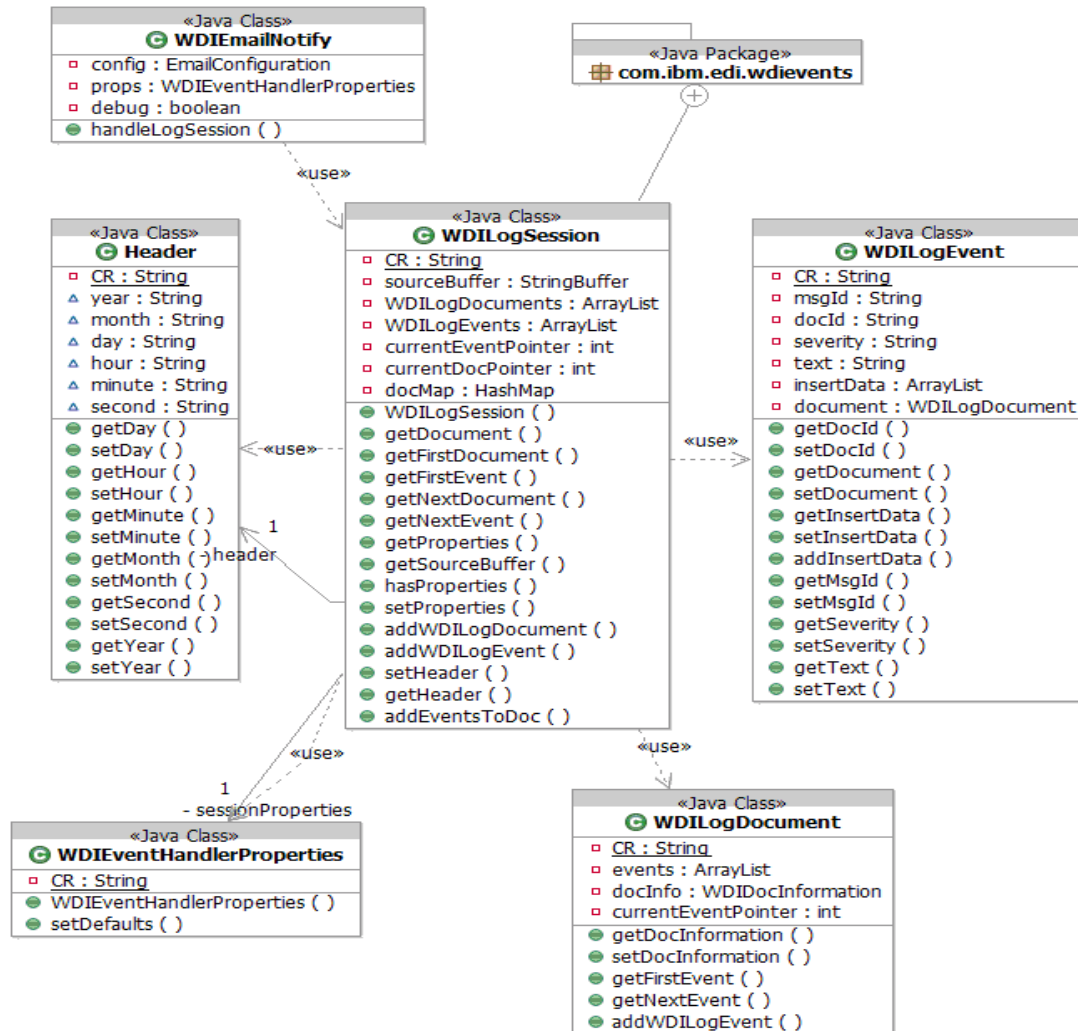 «Java Class»
WDIEmailNotify
config : EmailConfiguration
props : WDIEventHandlerProperties
debug : boolean
handleLogSession ( )
«Java Package»
com.ibm.edi.wdievents
«use»
«Java Class»
Header
CR : String
year : String
month : String
day : String
hour : String
minute : String
second : String
getDay ( )
setDay ( )
getHour ( )
setHour ( )
getMinute ( )
setMinute ( )
getMonth ( )
setMonth ( )
getSecond ( )
setSecond ( )
getYear ( )
setYear ( )
«use»
1
- header
«Java Class»
WDILogSession
CR : String
sourceBuffer : StringBuffer
WDILogDocuments : ArrayList
WDILogEvents : ArrayList
currentEventPointer : int
currentDocPointer : int
docMap : HashMap
WDILogSession ( )
getDocument ( )
getFirstDocument ( )
getFirstEvent ( )
getNextDocument ( )
getNextEvent ( )
getProperties ( )
getSourceBuffer ( )
hasProperties ( )
setProperties ( )
addWDILogDocument ( )
addWDILogEvent ( )
setHeader ( )
getHeader ( )
addEventsToDoc ( )
«use»
«Java Class»
WDILogEvent
CR : String
msgId : String
docId : String
severity : String
text : String
insertData : ArrayList
document : WDILogDocument
getDocId ( )
setDocId ( )
getDocument ( )
setDocument ( )
getInsertData ( )
setInsertData ( )
addInsertData ( )
getMsgId ( )
setMsgId ( )
getSeverity ( )
setSeverity ( )
getText ( )
setText ( )
«use»
1
- sessionProperties
«use»
«Java Class»
WDIEventHandlerProperties
CR : String
WDIEventHandlerProperties ( )
setDefaults ( )
«Java Class»
WDILogDocument
CR : String
events : ArrayList
docInfo : WDIDocInformation
currentEventPointer : int
getDocInformation ( )
setDocInformation ( )
getFirstEvent ( )
getNextEvent ( )
addWDILogEvent ( )